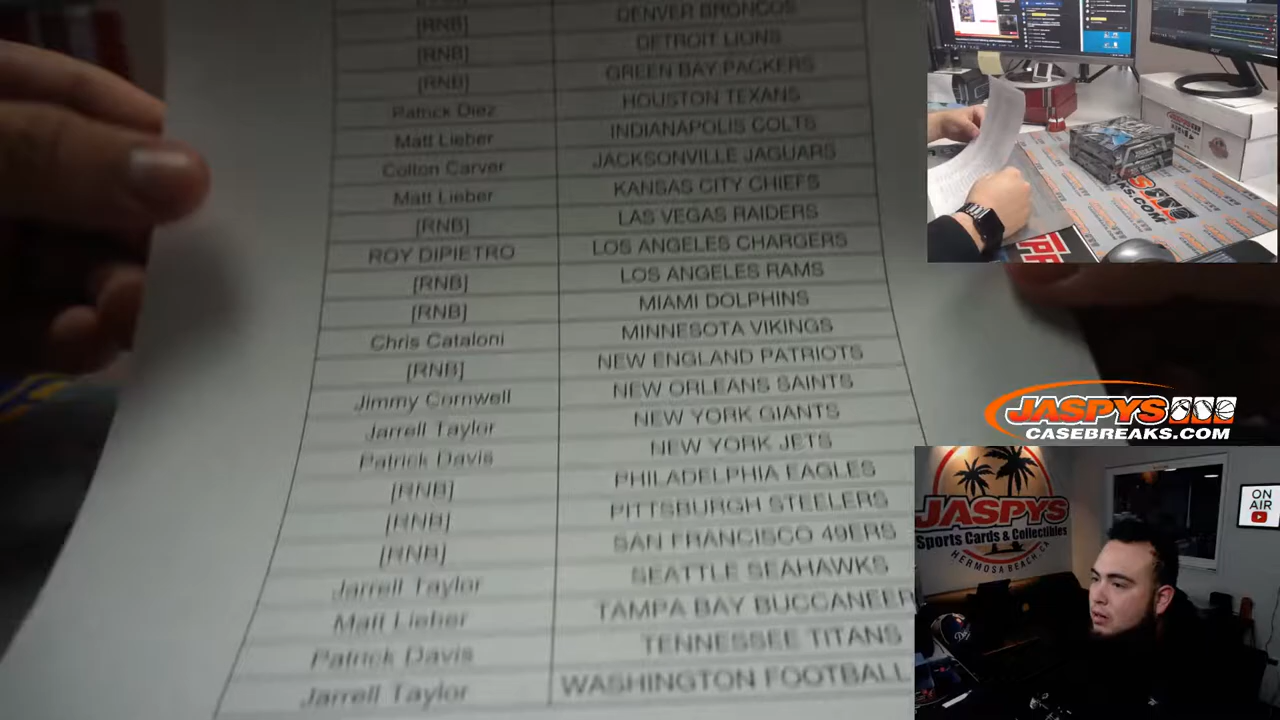 [RNB] DENVER BRONCOS
[RNB] DETROIT LIONS
[RNB] GREEN BAY PACKERS
Patrick Diez HOUSTON TEXANS
Matt Lieber INDIANAPOLIS COLTS
Colton Carver JACKSONVILLE JAGUARS
Matt Lieber KANSAS CITY CHIEFS
[RNB] LAS VEGAS RAIDERS
ROY DIPIETRO LOS ANGELES CHARGERS
[RNB] LOS ANGELES RAMS
[RNB] MIAMI DOLPHINS
Chris Cataloni MINNESOTA VIKINGS
[RNB] NEW ENGLAND PATRIOTS
Jimmy Cornwell NEW ORLEANS SAINTS
Jarrell Taylor NEW YORK GIANTS
Patrick Davis NEW YORK JETS
[RNB] PHILADELPHIA EAGLES
[RNB] PITTSBURGH STEELERS
[RNB] SAN FRANCISCO 49ERS
Jarrell Taylor SEATTLE SEAHAWKS
Matt Lieber TAMPA BAY BUCCANEER
Patrick Davis TENNESSEE TITANS
Jarrell Taylor WASHINGTON FOOTBALL
JASPYS
CASEBREAKS.COM
JASPYS
Sports Cards & Collectibles
HERMOSA BEACH, CA
ON
AIR